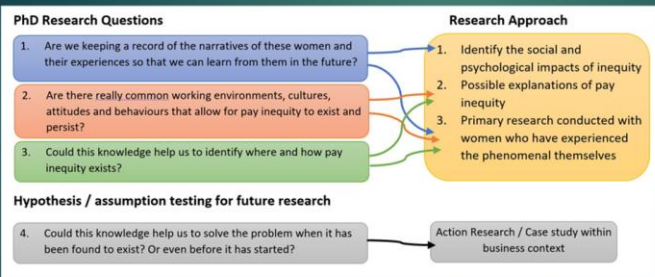 PhD Research Questions
Research Approach
1. Are we keeping a record of the narratives of these women and
their experiences so that we can learn from them in the future?
2. Are there really common working environments, cultures,
attitudes and behaviours that allow for pay inequity to exist and
persist?
3. Could this knowledge help us to identify where and how pay
inequity exists?
1. Identify the social and
psychological impacts of inequity
2. Possible explanations of pay
inequity
3. Primary research conducted with
women who have experienced
the phenomenal themselves
Hypothesis / assumption testing for future research
4. Could this knowledge help us to solve the problem when it has
been found to exist? Or even before it has started?
Action Research / Case study within
business context